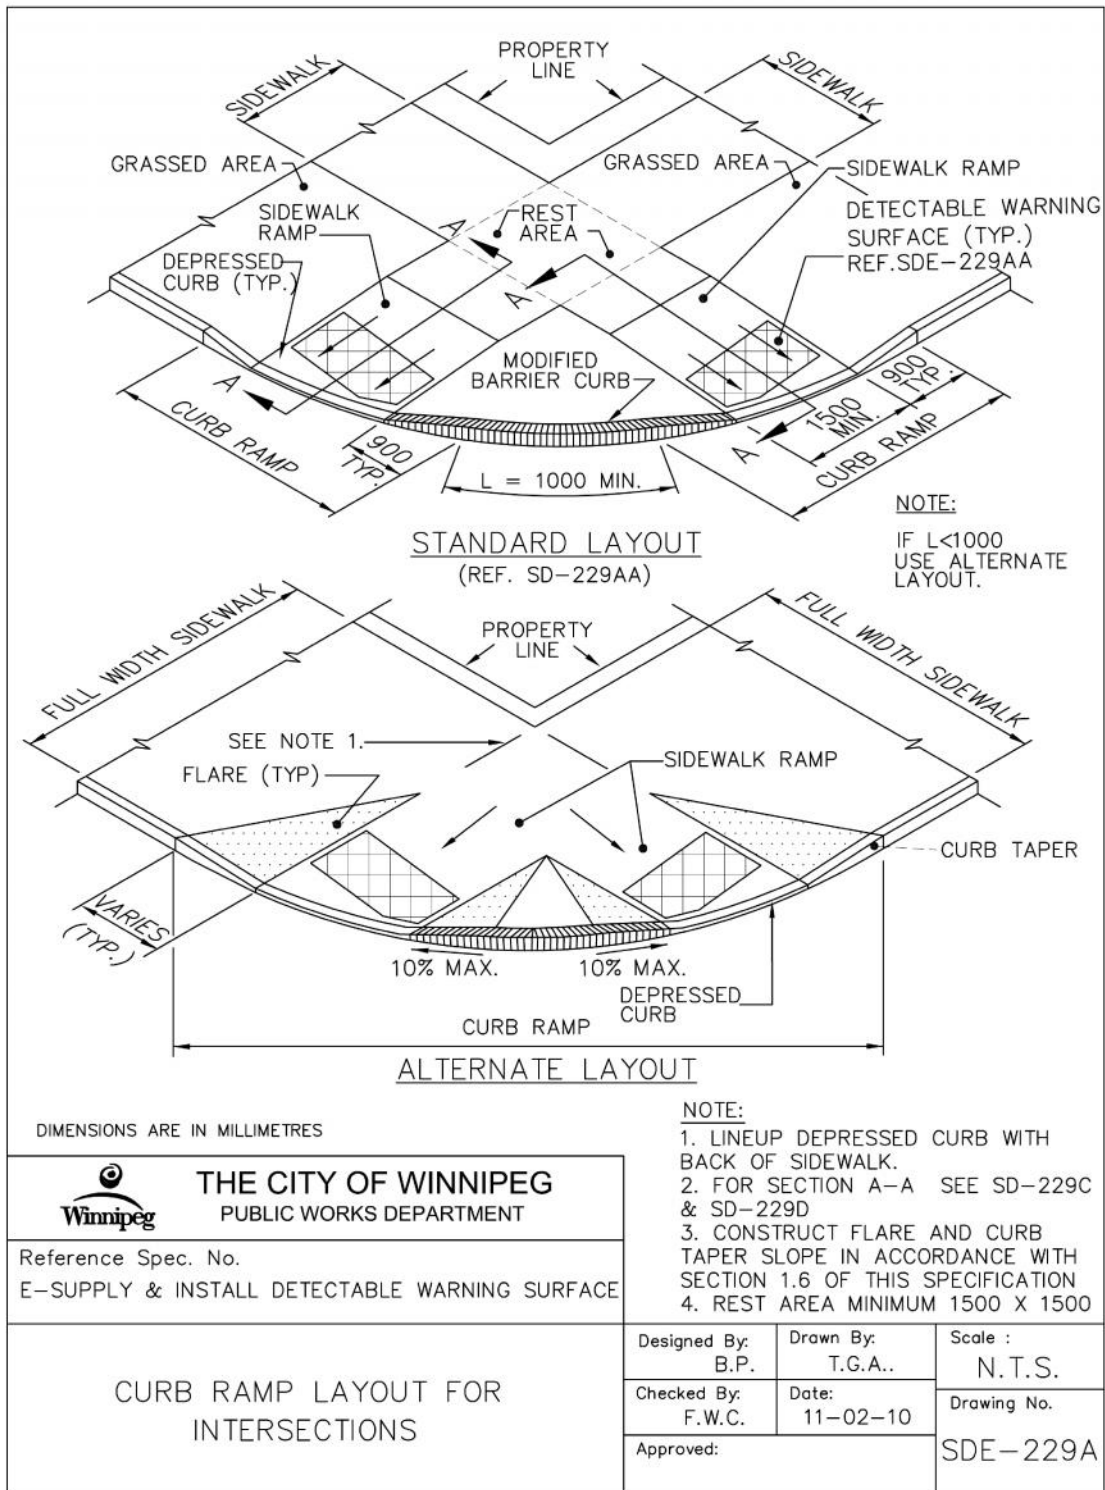 PROPERTY
LINE
SIDEWALK
SIDEWALK
GRASSED AREA
GRASSED AREA
SIDEWALK RAMP
SIDEWALK
RAMP
REST
AREA
DETECTABLE WARNING
SURFACE (TYP.)
REF.SDE-229AA
DEPRESSED
CURB (TYP.)
A
A
MODIFIED
BARRIER CURB
A
A
CURB RAMP
900
TYP.
L = 1000 MIN.
1500
MIN.
900
TYP.
CURB RAMP
STANDARD LAYOUT
(REF. SD-229AA)
NOTE:
IF L<1000
USE ALTERNATE
LAYOUT.
FULL WIDTH SIDEWALK
PROPERTY
LINE
FULL WIDTH SIDEWALK
SEE NOTE 1.
FLARE (TYP)
SIDEWALK RAMP
CURB TAPER
VARIES
(TYP.)
10% MAX.
10% MAX.
DEPRESSED
CURB
CURB RAMP
ALTERNATE LAYOUT
DIMENSIONS ARE IN MILLIMETRES
NOTE:
1. LINEUP DEPRESSED CURB WITH
BACK OF SIDEWALK.
2. FOR SECTION A-A SEE SD-229C
& SD-229D
3. CONSTRUCT FLARE AND CURB
TAPER SLOPE IN ACCORDANCE WITH
SECTION 1.6 OF THIS SPECIFICATION
4. REST AREA MINIMUM 1500 X 1500
Winnipeg
THE CITY OF WINNIPEG
PUBLIC WORKS DEPARTMENT
Reference Spec. No.
E-SUPPLY & INSTALL DETECTABLE WARNING SURFACE
CURB RAMP LAYOUT FOR
INTERSECTIONS
Designed By:
B.P.
Drawn By:
T.G.A..
Scale :
N.T.S.
Checked By:
F.W.C.
Date:
11-02-10
Drawing No.
SDE-229A
Approved: